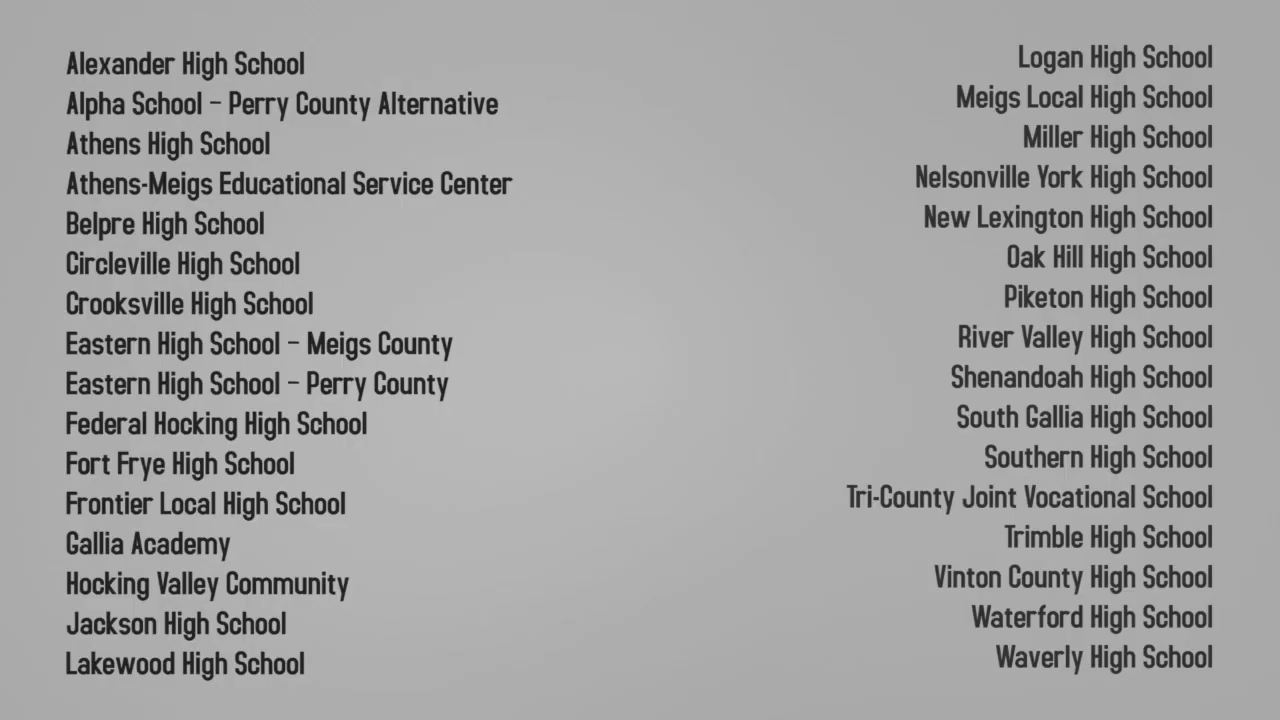 Alexander High School
Alpha School – Perry County Alternative
Athens High School
Athens-Meigs Educational Service Center
Belpre High School
Circleville High School
Crooksville High School
Eastern High School – Meigs County
Eastern High School – Perry County
Federal Hocking High School
Fort Frye High School
Frontier Local High School
Gallia Academy
Hocking Valley Community
Jackson High School
Lakewood High School
Logan High School
Meigs Local High School
Miller High School
Nelsonville York High School
New Lexington High School
Oak Hill High School
Piketon High School
River Valley High School
Shenandoah High School
South Gallia High School
Southern High School
Tri-County Joint Vocational School
Trimble High School
Vinton County High School
Waterford High School
Waverly High School